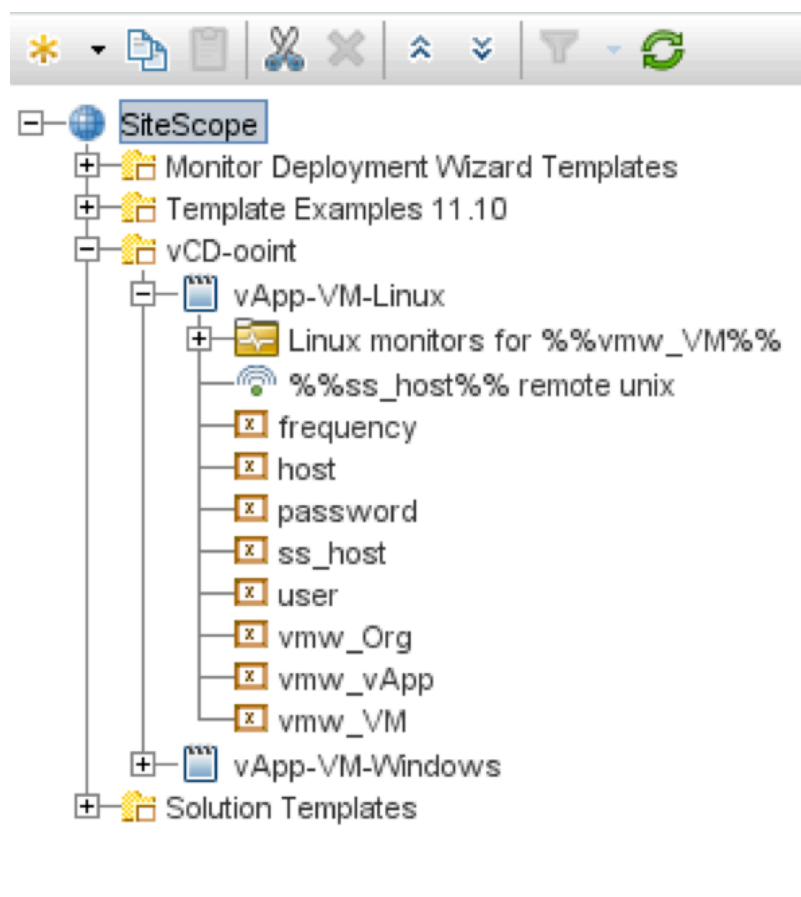 SiteScope
Monitor Deployment Wizard Templates
Template Examples 11.10
vCD-ooint
vApp-VM-Linux
Linux monitors for %%vmw_VM%%
%%ss_host%% remote unix
frequency
host
password
ss_host
user
vmw_Org
vmw_vApp
vmw_VM
vApp-VM-Windows
Solution Templates